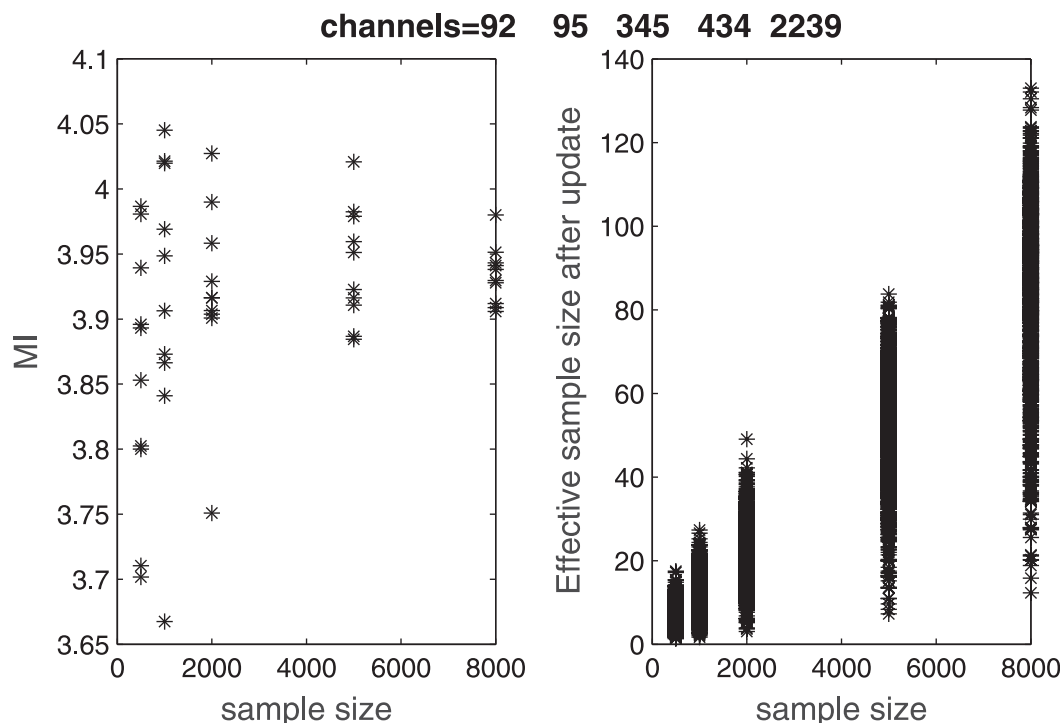 channels=92 95 345 434 2239
4.1
4.05
4
3.95
3.9
3.85
3.8
3.75
3.7
3.65
MI
0 2000 4000 6000 8000
sample size
140
120
100
80
60
40
20
0
Effective sample size after update
0 2000 4000 6000 8000
sample size